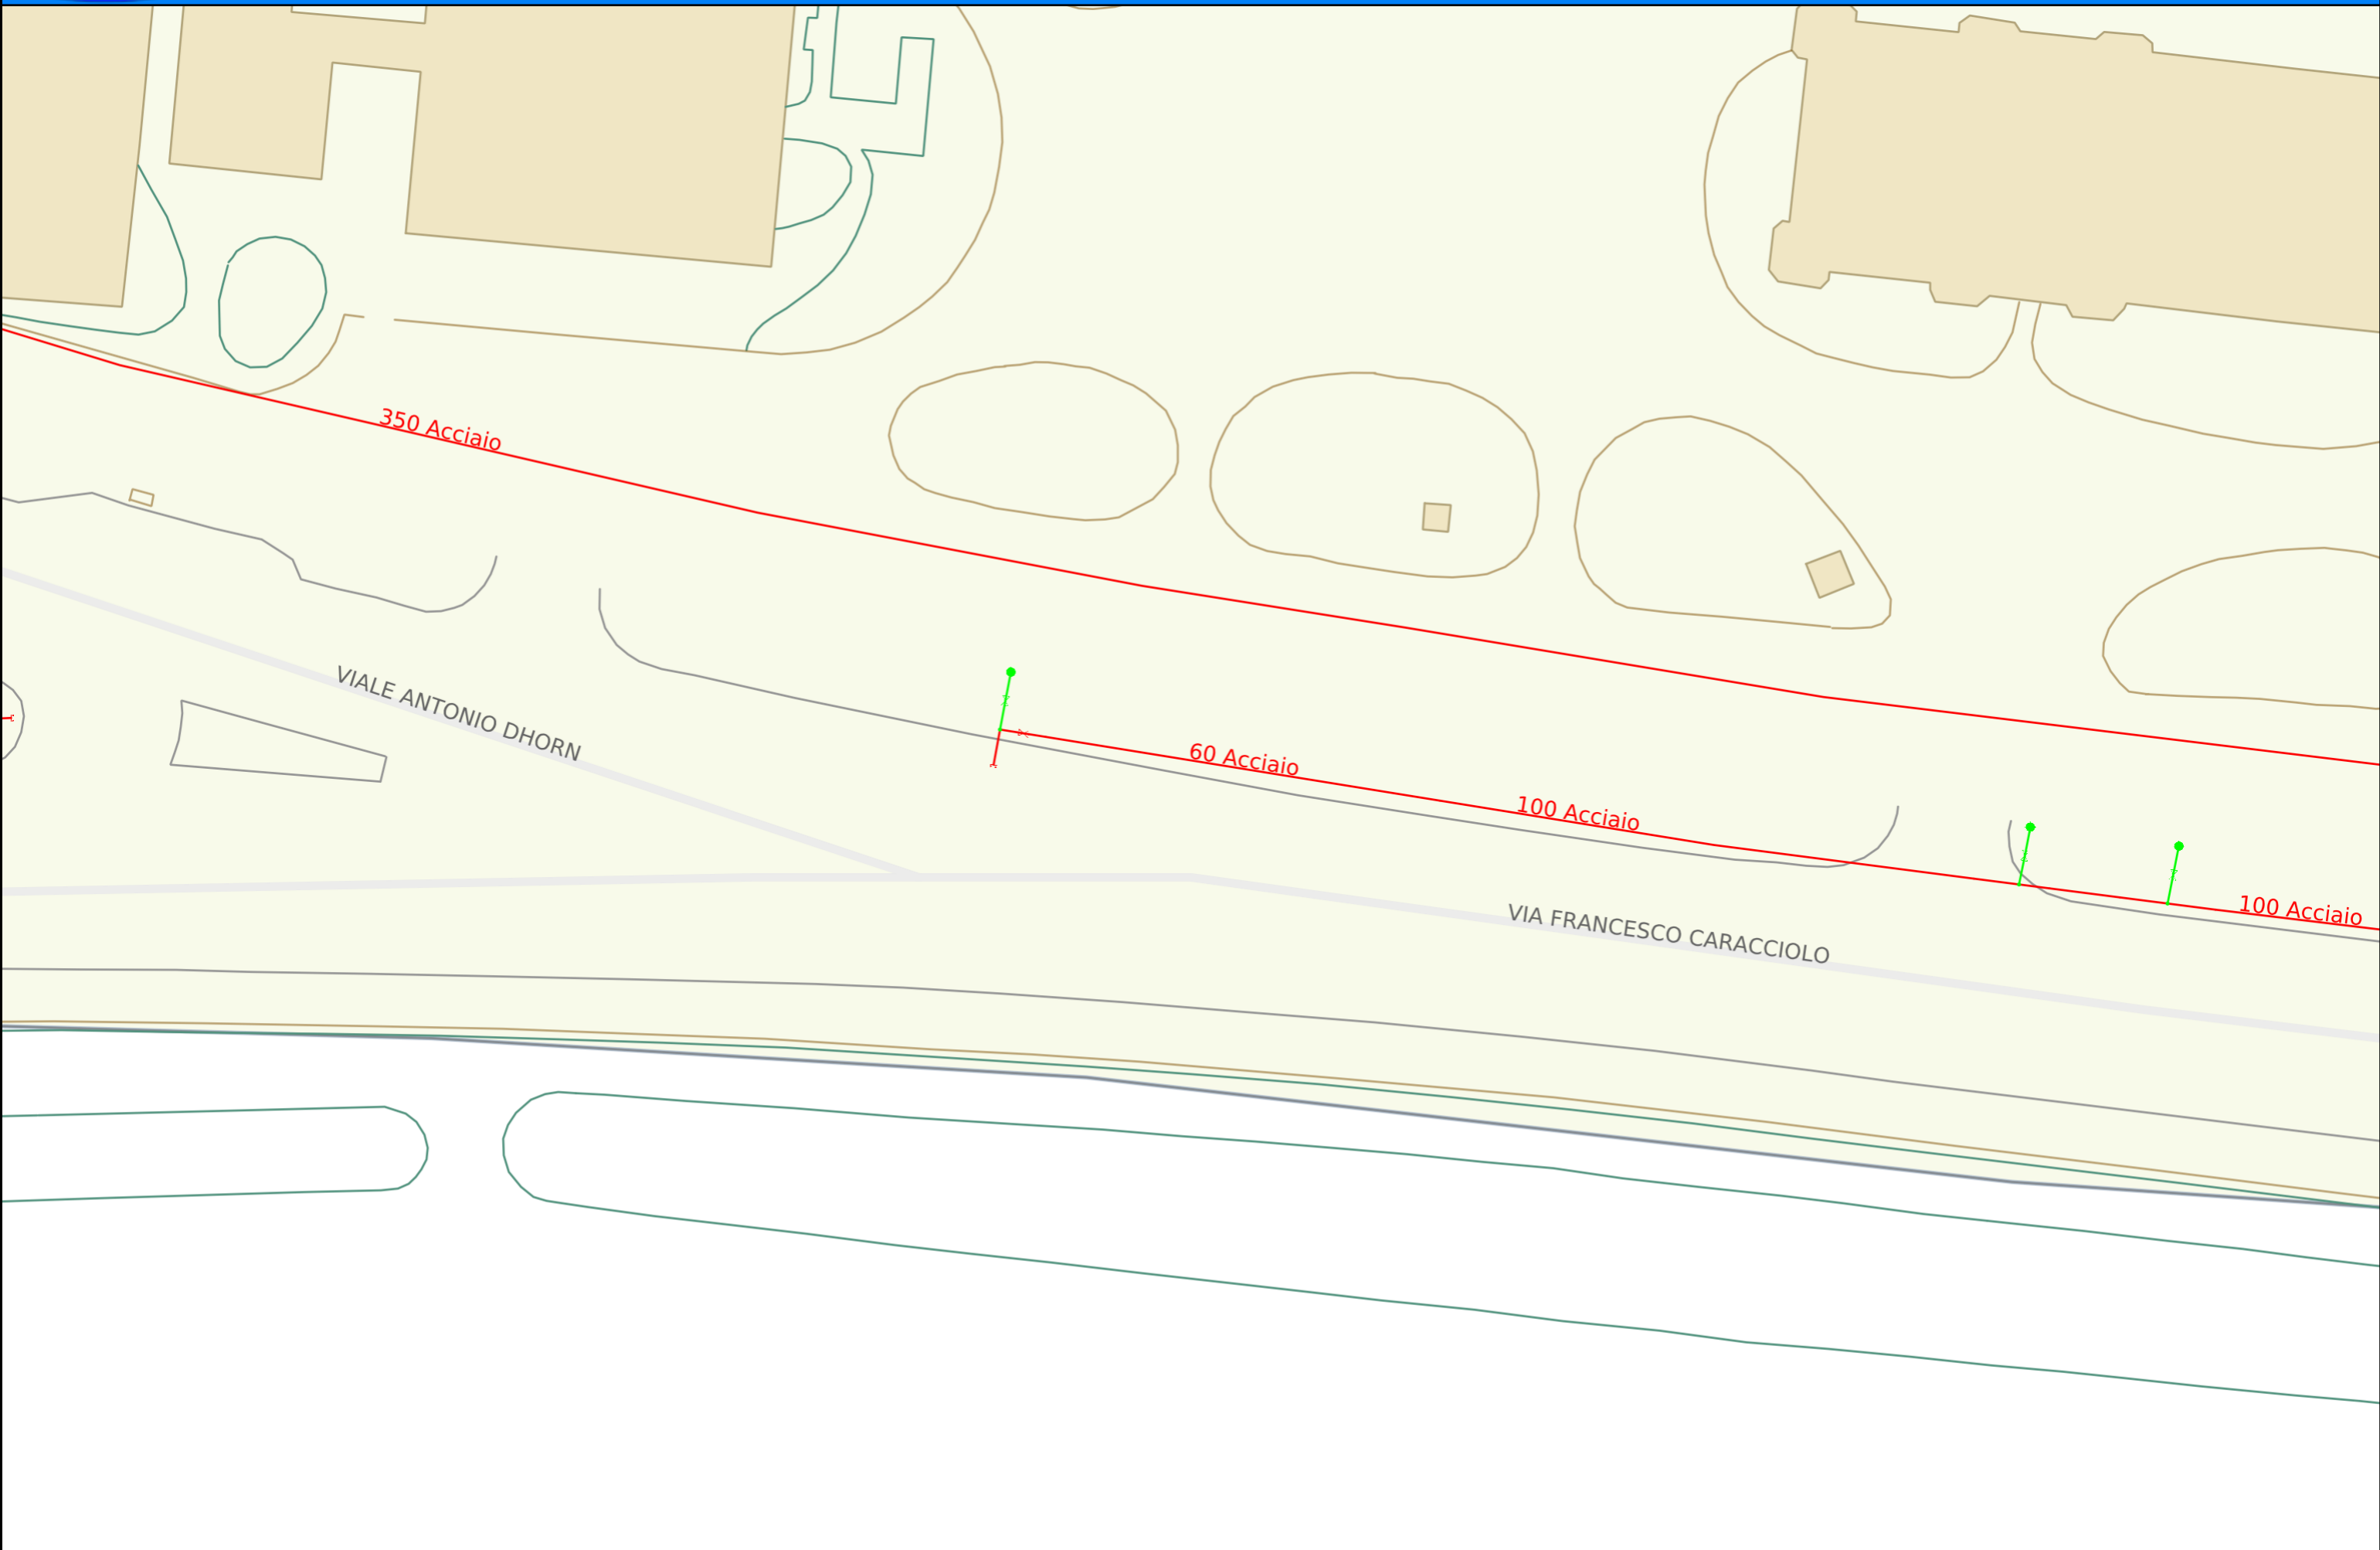 350 Acciaio
VIALE ANTONIO DHORN
60 Acciaio
100 Acciaio
100 Acciaio
VIA FRANCESCO CARACCIOLO